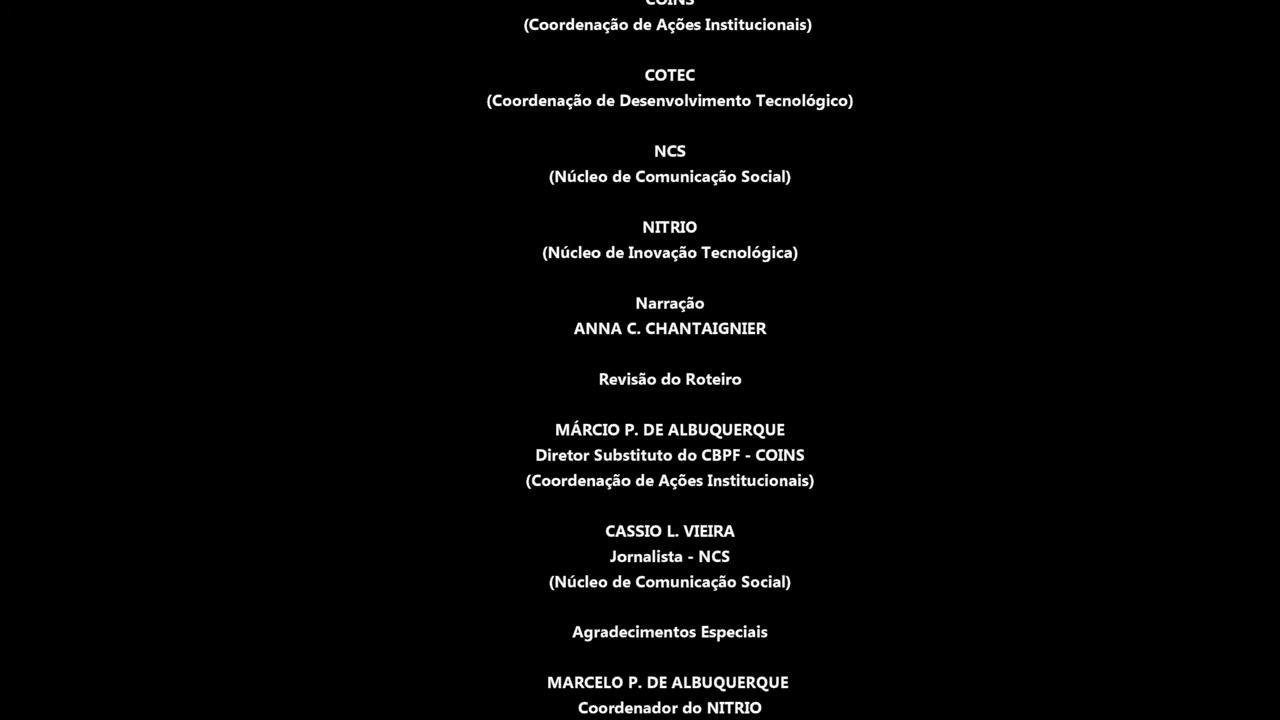 COINS
(Coordenação de Ações Institucionais)
COTEC
(Coordenação de Desenvolvimento Tecnológico)
NCS
(Núcleo de Comunicação Social)
NITRIO
(Núcleo de Inovação Tecnológica)
Narração
ANNA C. CHANTAIGNIER
Revisão do Roteiro
MÁRCIO P. DE ALBUQUERQUE
Diretor Substituto do CBPF - COINS
(Coordenação de Ações Institucionais)
CASSIO L. VIEIRA
Jornalista - NCS
(Núcleo de Comunicação Social)
Agradecimentos Especiais
MARCELO P. DE ALBUQUERQUE
Coordenador do NITRIO